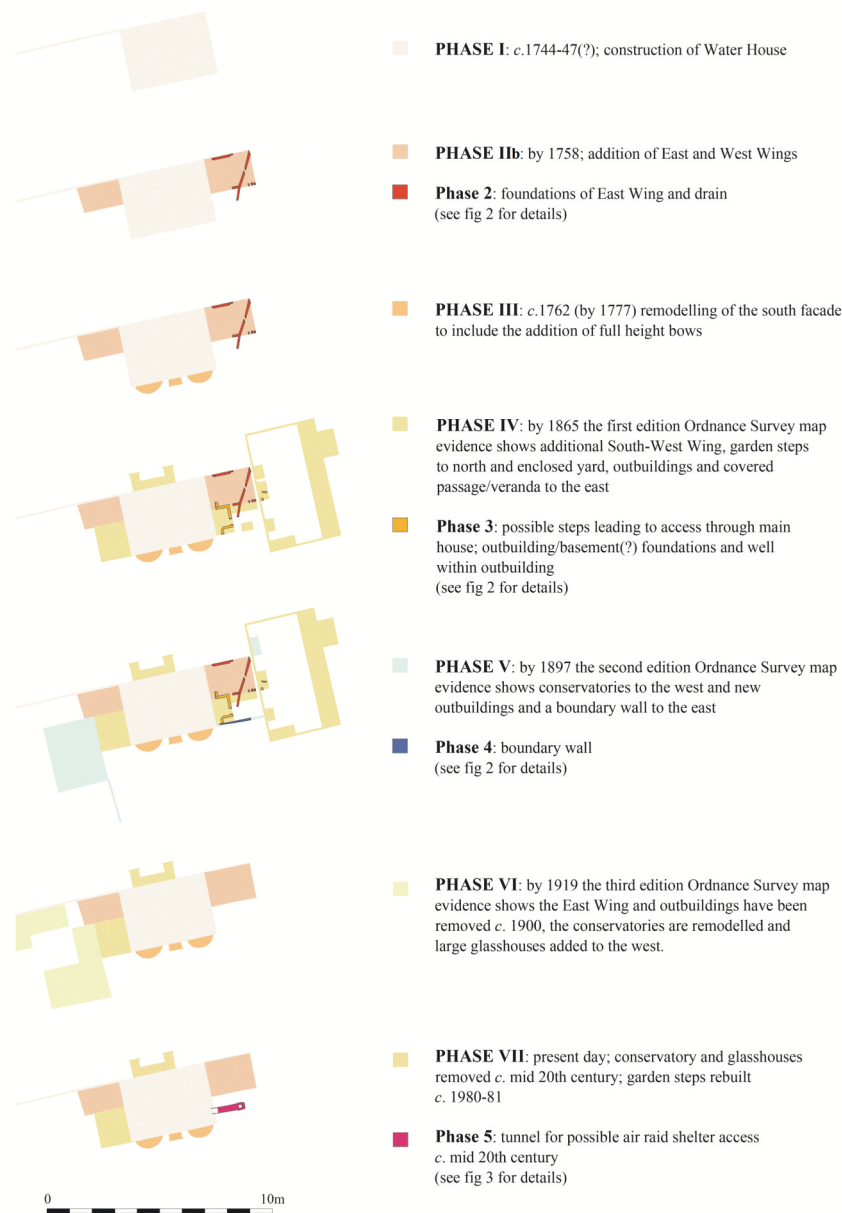 PHASE I: c.1744-47(?); construction of Water House
PHASE IIb: by 1758; addition of East and West Wings
Phase 2: foundations of East Wing and drain
(see fig 2 for details)
PHASE III: c.1762 (by 1777) remodelling of the south facade
to include the addition of full height bows
PHASE IV: by 1865 the first edition Ordnance Survey map
evidence shows additional South-West Wing, garden steps
to north and enclosed yard, outbuildings and covered
passage/veranda to the east
Phase 3: possible steps leading to access through main
house; outbuilding/basement(?) foundations and well
within outbuilding
(see fig 2 for details)
PHASE V: by 1897 the second edition Ordnance Survey map
evidence shows conservatories to the west and new
outbuildings and a boundary wall to the east
Phase 4: boundary wall
(see fig 2 for details)
PHASE VI: by 1919 the third edition Ordnance Survey map
evidence shows the East Wing and outbuildings have been
removed c. 1900, the conservatories are remodelled and
large glasshouses added to the west.
PHASE VII: present day; conservatory and glasshouses
removed c. mid 20th century; garden steps rebuilt
c. 1980-81
Phase 5: tunnel for possible air raid shelter access
c. mid 20th century
(see fig 3 for details)
0 10m